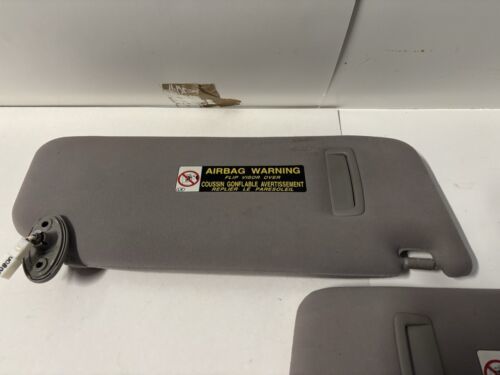 AIRBAG WARNING
FLIP VISOR OVER
COUSSIN GONFLABLE AVERTISSEMENT
REPLIER LE PARESOLEIL